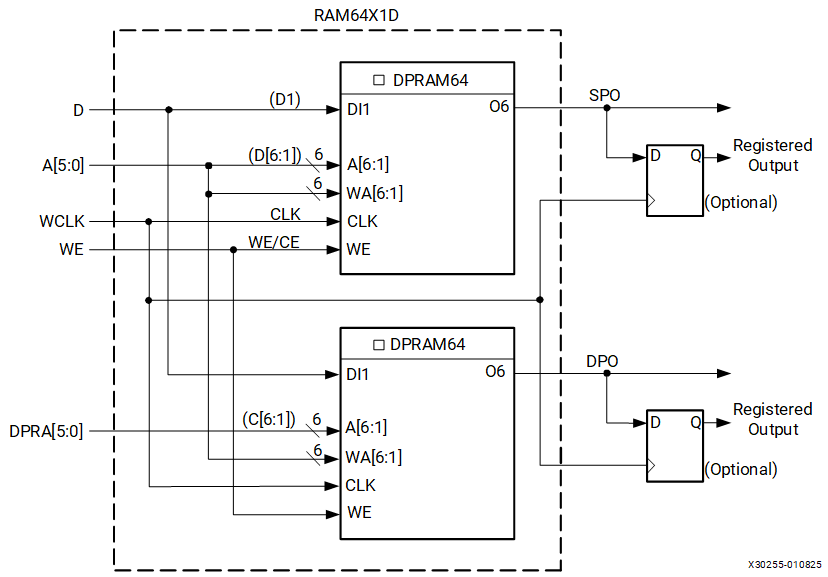 RAM64X1D
DPRAM64
D
(D1)
DI1
O6
SPO
A[5:0]
(D[6:1])
6
A[6:1]
D
Q
Registered
Output
6
WA[6:1]
(Optional)
WCLK
CLK
CLK
WE
WE/CE
WE
DPRAM64
DI1
O6
DPO
DPRA[5:0]
(C[6:1])
6
A[6:1]
D
Q
Registered
Output
6
WA[6:1]
(Optional)
CLK
WE
X30255-010825